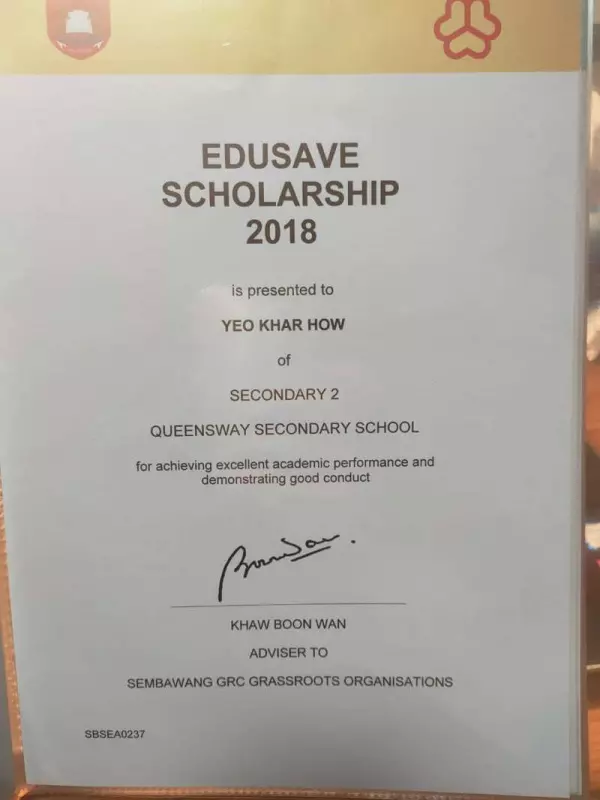 EDUSAVE
SCHOLARSHIP
2018
is presented to
YEO KHAR HOW
of
SECONDARY 2
QUEENSWAY SECONDARY SCHOOL
for achieving excellent academic performance and
demonstrating good conduct
KHAW BOON WAN
ADVISER TO
SEMBAWANG GRC GRASSROOTS ORGANISATIONS
SBSEA0237